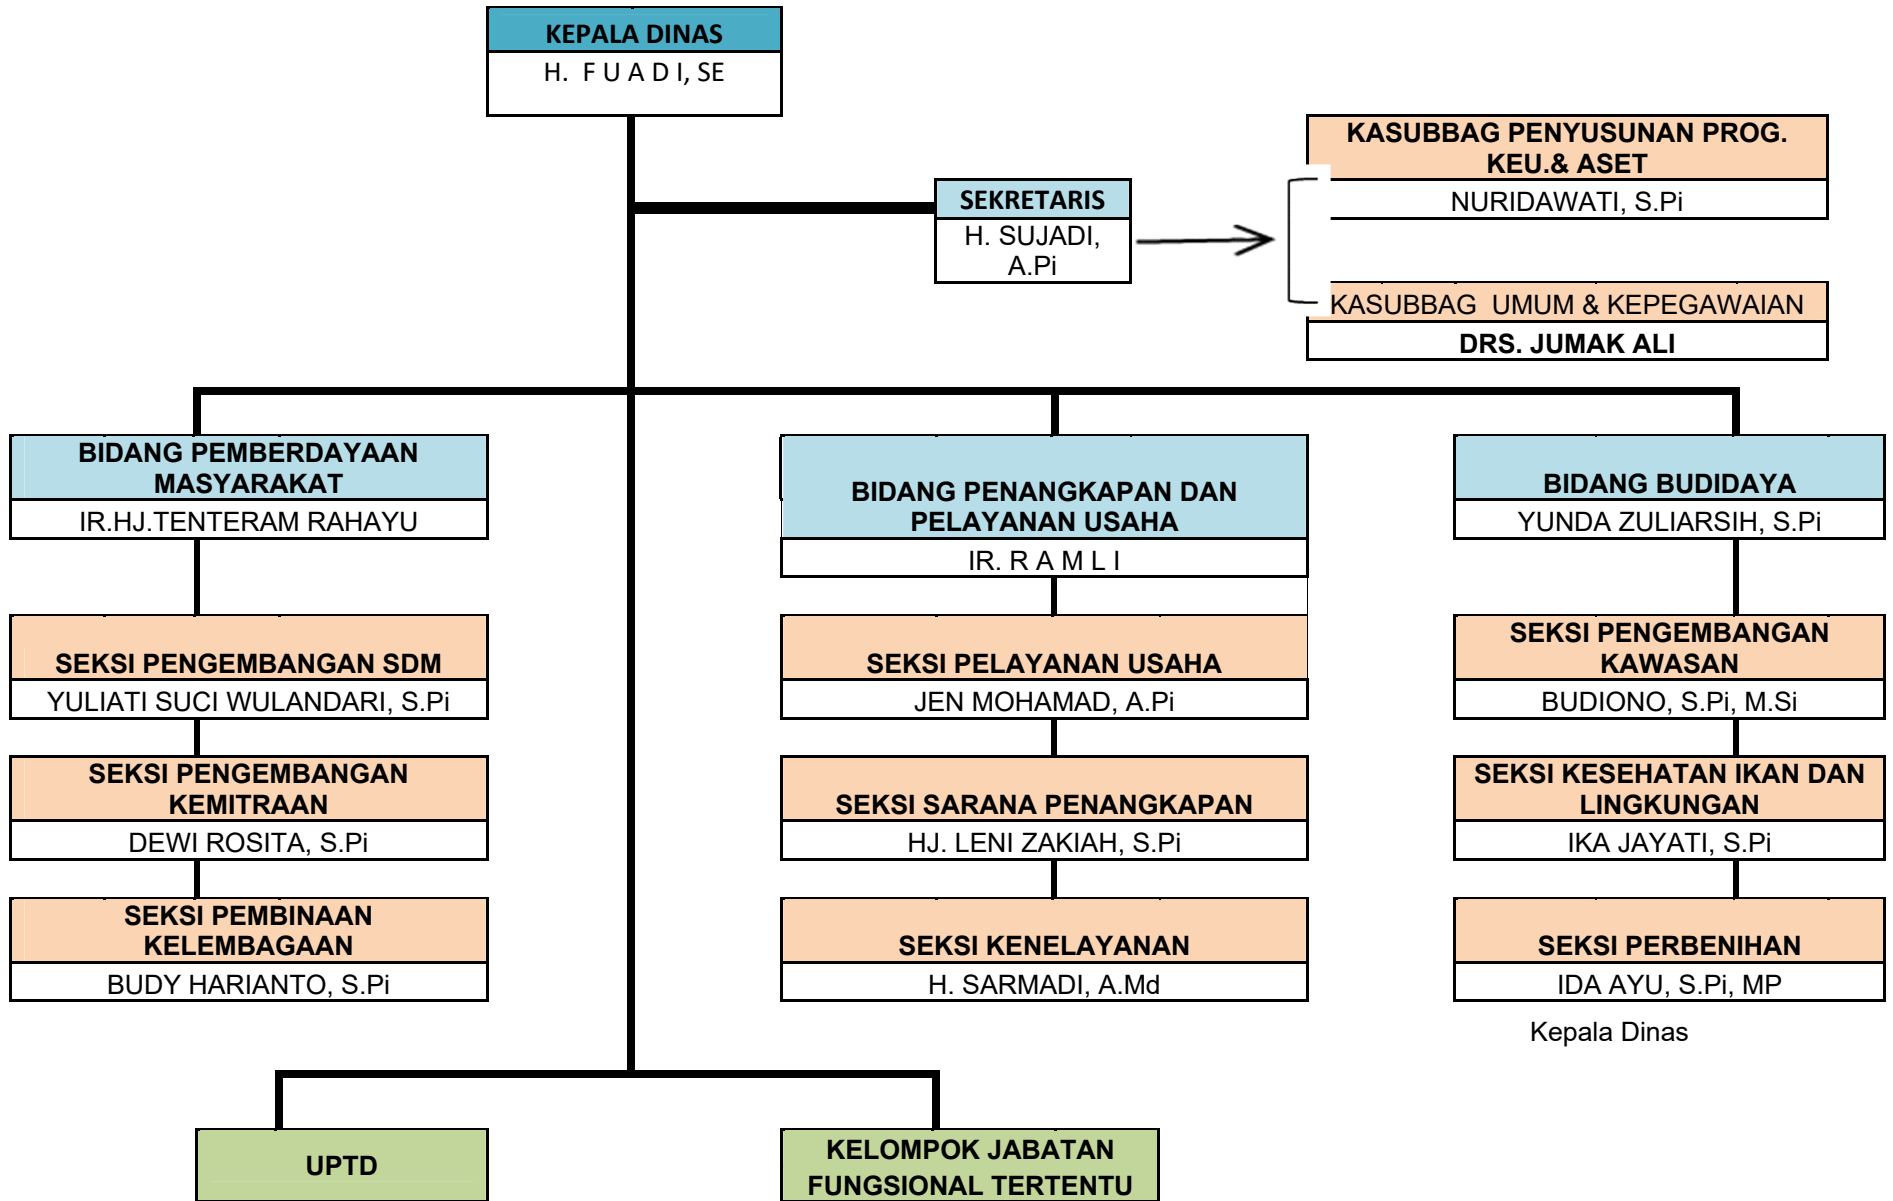 KEPALA DINAS
H.  F U A D I, SE
KASUBBAG PENYUSUNAN PROG.
KEU.& ASET
NURIDAWATI, S.Pi
SEKRETARIS
H. SUJADI,
A.Pi
KASUBBAG  UMUM & KEPEGAWAIAN
DRS. JUMAK ALI
BIDANG PEMBERDAYAAN
MASYARAKAT
IR.HJ.TENTERAM RAHAYU
BIDANG PENANGKAPAN DAN
PELAYANAN USAHA
IR. R A M L I
BIDANG BUDIDAYA
YUNDA ZULIARSIH, S.Pi
SEKSI PENGEMBANGAN SDM
YULIATI SUCI WULANDARI, S.Pi
SEKSI PELAYANAN USAHA
JEN MOHAMAD, A.Pi
SEKSI PENGEMBANGAN
KAWASAN
BUDIONO, S.Pi, M.Si
SEKSI PENGEMBANGAN
KEMITRAAN
DEWI ROSITA, S.Pi
SEKSI SARANA PENANGKAPAN
HJ. LENI ZAKIAH, S.Pi
SEKSI KESEHATAN IKAN DAN
LINGKUNGAN
IKA JAYATI, S.Pi
SEKSI PEMBINAAN
KELEMBAGAAN
BUDY HARIANTO, S.Pi
SEKSI KENELAYANAN
H. SARMADI, A.Md
SEKSI PERBENIHAN
IDA AYU, S.Pi, MP
Kepala Dinas
UPTD
KELOMPOK JABATAN
FUNGSIONAL TERTENTU